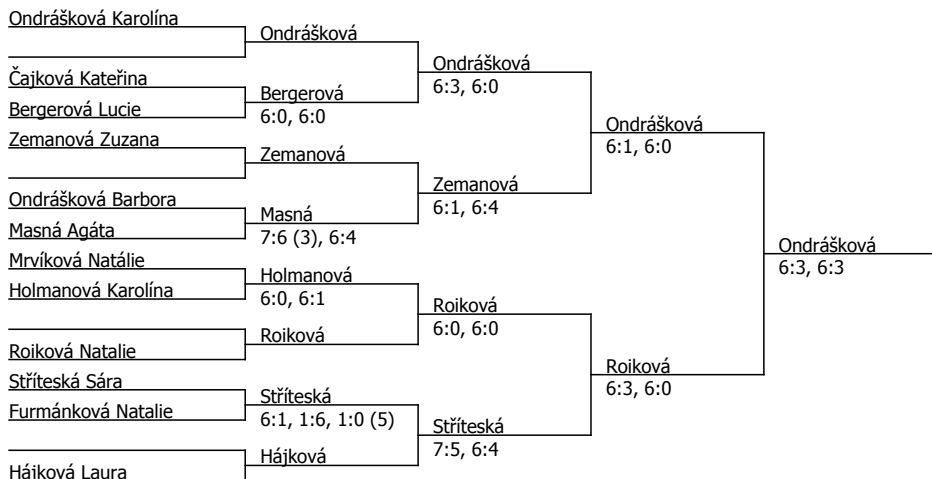 Ondrášková Karolína
Ondrášková
Ondrášková
6:3, 6:0
Čajková Kateřina
Bergerová
Bergerová Lucie
6:0, 6:0
Ondrášková
6:1, 6:0
Zemanová Zuzana
Zemanová
Zemanová
6:1, 6:4
Ondrášková Barbora
Masná
Masná Agáta
7:6 (3), 6:4
Ondrášková
6:3, 6:3
Mrvíková Natálie
Holmanová
Holmanová Karolína
6:0, 6:1
Roiková
6:0, 6:0
Roiková
Roiková Natalie
Roiková
6:3, 6:0
Stříteská Sára
Stříteská
Furmánková Natalie
6:1, 1:6, 1:0 (5)
Stříteská
7:5, 6:4
Hájková
Hájková Laura